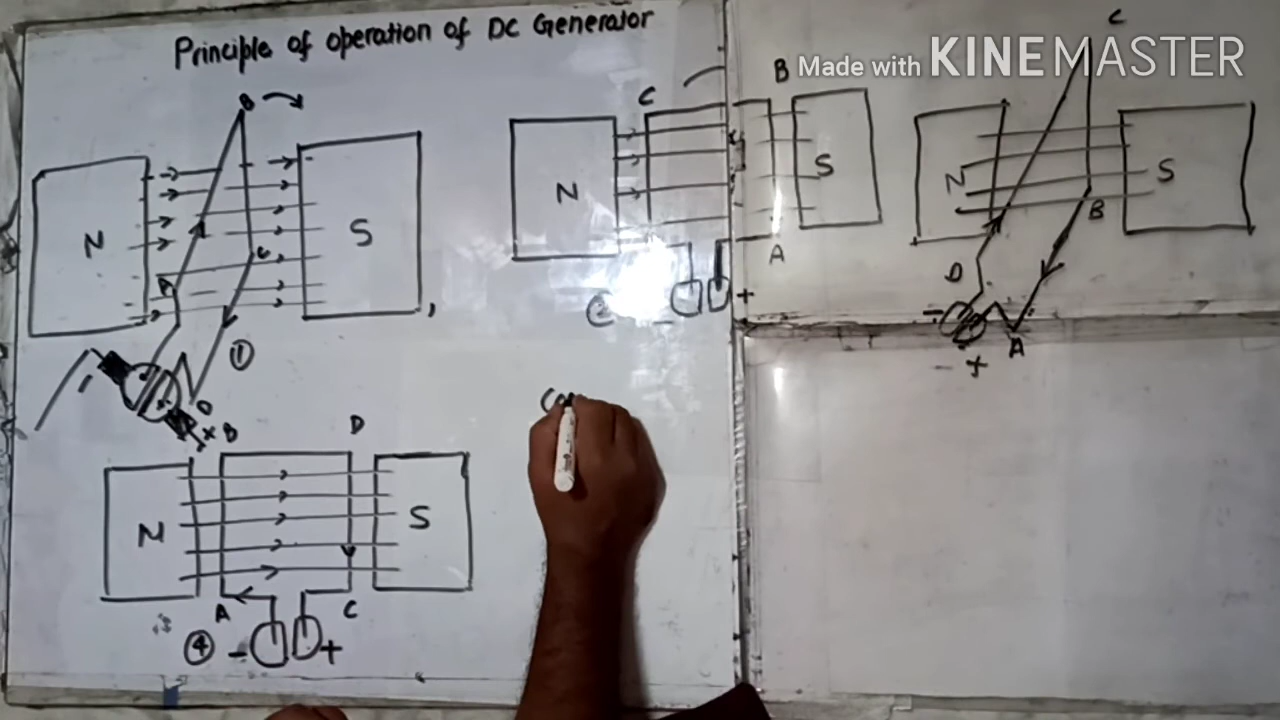 Principle of operation of DC Generator
Made with KINEMASTER
B
N
S
A
C
①
D
+
B
D
N
S
A
C
④
-
+
C
B
N
S
A
-
+
C
N
S
B
D
-
+
A